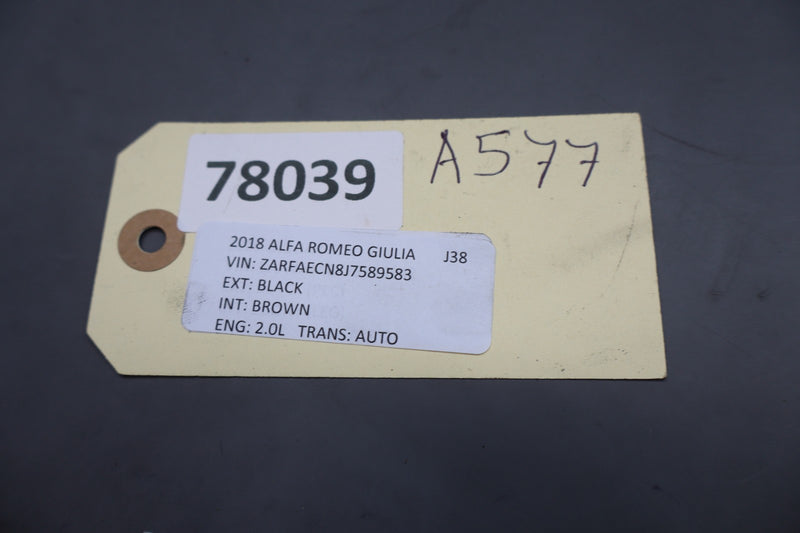 78039
A577
2018 ALFA ROMEO GIULIA J38
VIN: ZARFAECN8J7589583
EXT: BLACK
INT: BROWN
ENG: 2.0L TRANS: AUTO